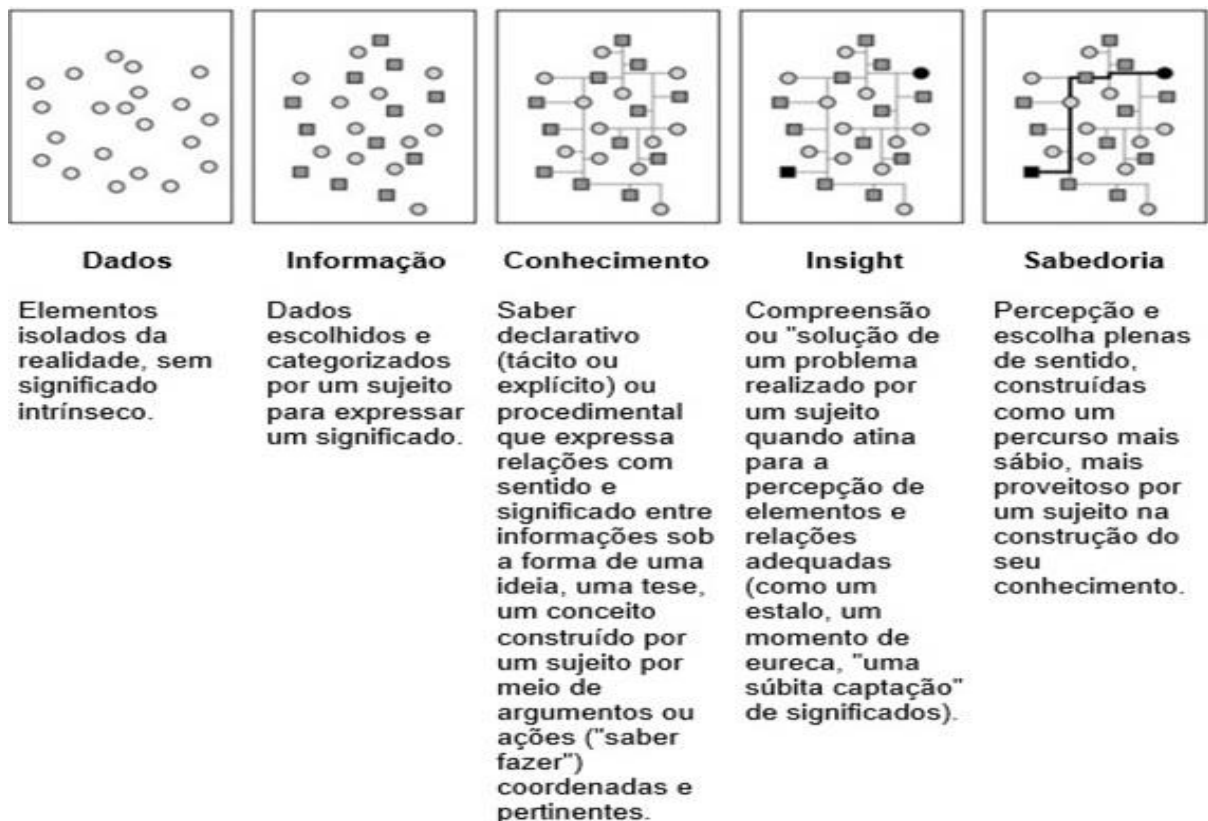 Dados
Elementos
isolados da
realidade, sem
significado
intrínseco.
Informação
Dados
escolhidos e
categorizados
por um sujeito
para expressar
um significado.
Conhecimento
Saber
declarativo
(tácito ou
explícito) ou
procedimental
que expressa
relações com
sentido e
significado entre
informações sob
a forma de uma
ideia, uma tese,
um conceito
construído por
um sujeito por
meio de
argumentos ou
ações ("saber
fazer")
coordenadas e
pertinentes.
Insight
Compreensão
ou "solução de
um problema
realizado por
um sujeito
quando atina
para a
percepção de
elementos e
relações
adequadas
(como um
estalo, um
momento de
eureca, "uma
súbita captação"
de significados).
Sabedoria
Percepção e
escolha plenas
de sentido,
construídas
como um
percurso mais
sábio, mais
proveitoso por
um sujeito na
construção do
seu
conhecimento.